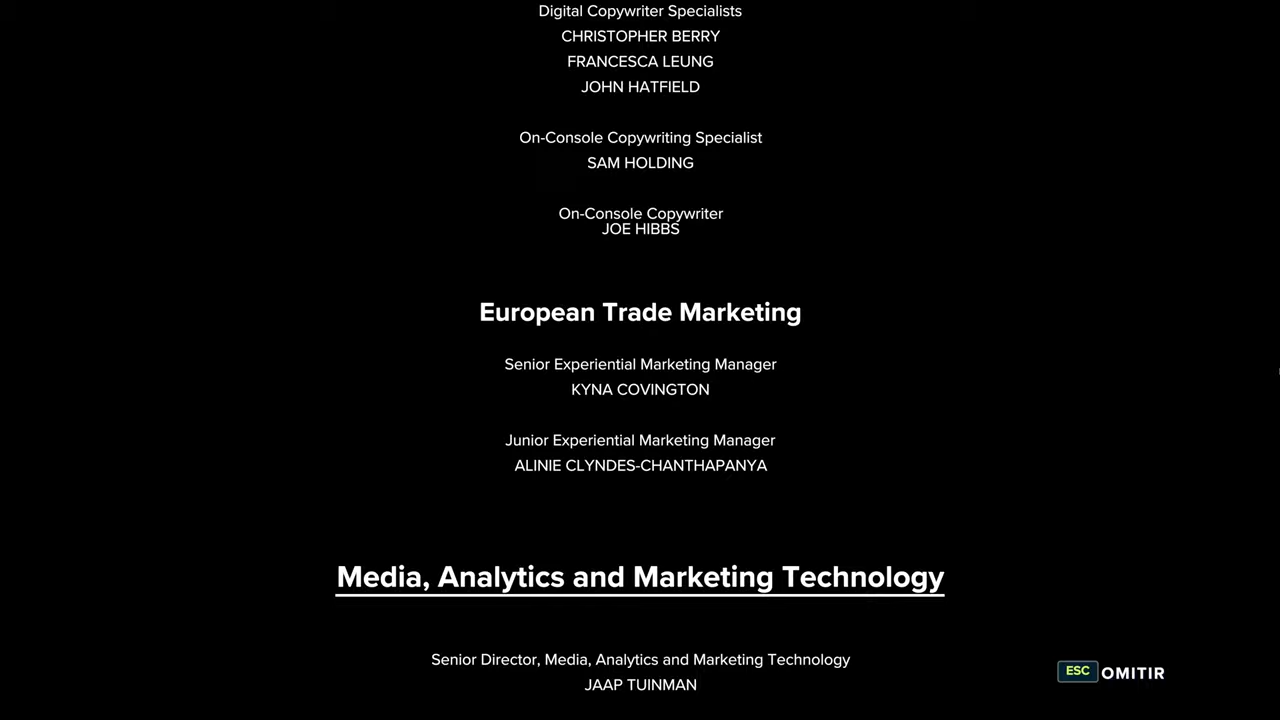 Digital Copywriter Specialists
CHRISTOPHER BERRY
FRANCESCA LEUNG
JOHN HATFIELD
On-Console Copywriting Specialist
SAM HOLDING
On-Console Copywriter
JOE HIBBS
European Trade Marketing
Senior Experiential Marketing Manager
KYNA COVINGTON
Junior Experiential Marketing Manager
ALINIE CLYNDES-CHANTHAPANYA
Media, Analytics and Marketing Technology
Senior Director, Media, Analytics and Marketing Technology
JAAP TUINMAN
ESC OMITIR